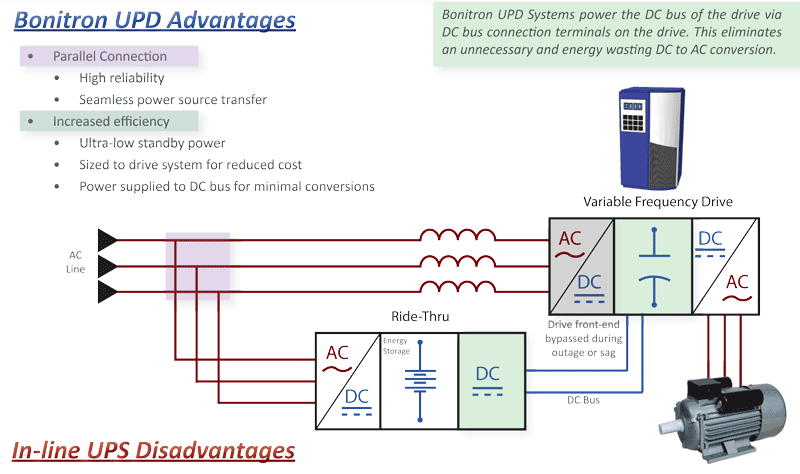 Bonitron UPD Advantages
Bonitron UPD Systems power the DC bus of the drive via
DC bus connection terminals on the drive. This eliminates
an unnecessary and energy wasting DC to AC conversion.
• Parallel Connection
• High reliability
• Seamless power source transfer
• Increased efficiency
• Ultra-low standby power
• Sized to drive system for reduced cost
• Power supplied to DC bus for minimal conversions
Variable Frequency Drive
AC
Line
AC
DC
DC
AC
Ride-Thru
Drive front-end
bypassed during
outage or sag
AC
DC
Energy
Storage
DC
DC Bus
In-line UPS Disadvantages